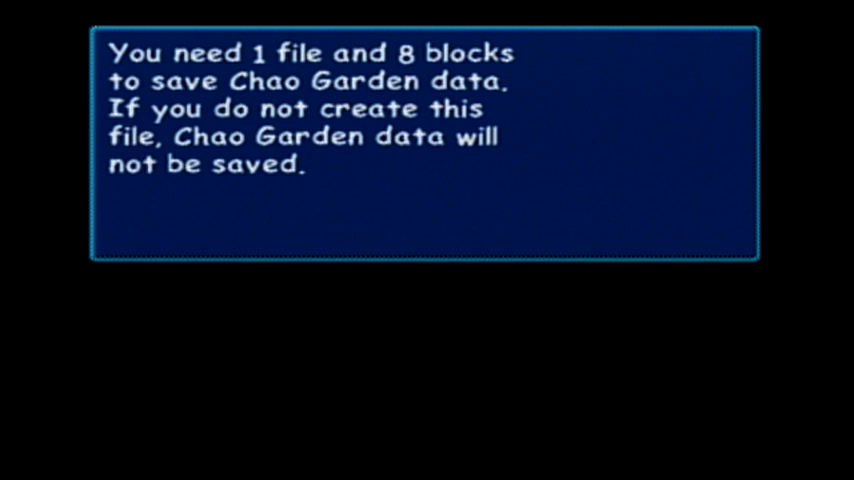 You need 1 file and 8 blocks
to save Chao Garden data.
If you do not create this
file, Chao Garden data will
not be saved.